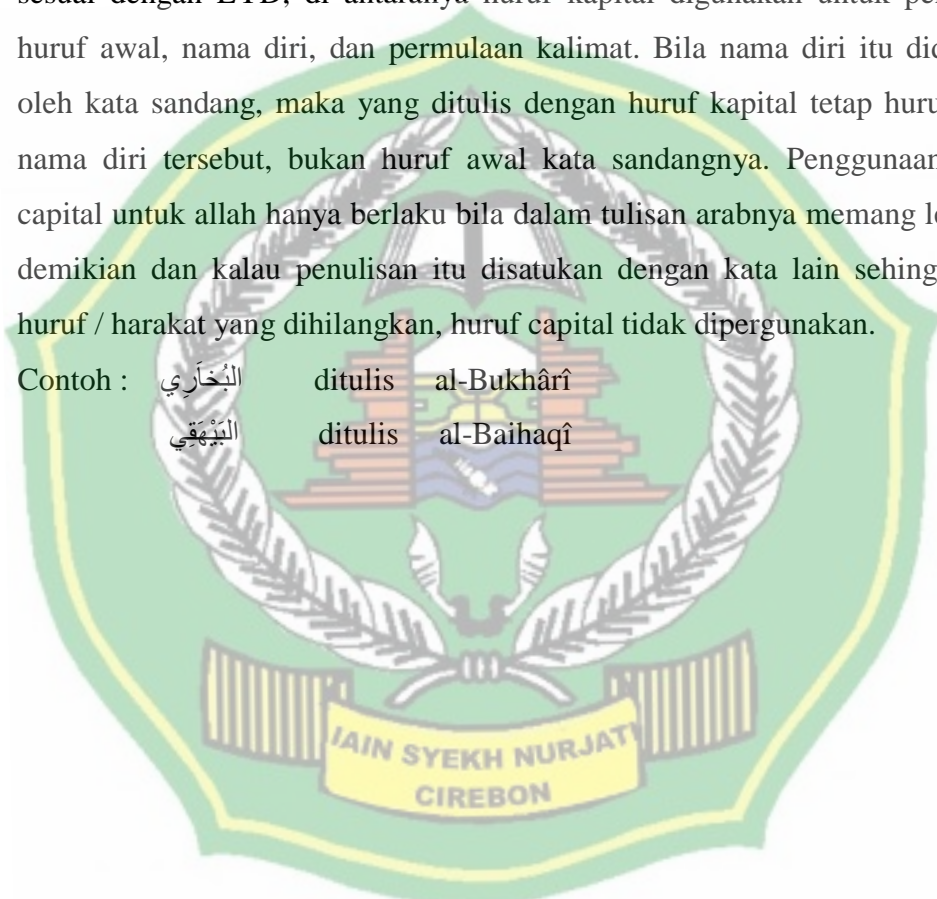 sesuai dengan EYD, di antaranya huruf kapital digunakan untuk
huruf awal, nama diri, dan permulaan kalimat. Bila nama diri itu
oleh kata sandang, maka yang ditulis dengan huruf kapital tetap
nama diri tersebut, bukan huruf awal kata sandangnya. Penggunaan
capital untuk allah hanya berlaku bila dalam tulisan arabnya memang
demikian dan kalau penulisan itu disatukan dengan kata lain
huruf / harakat yang dihilangkan, huruf capital tidak dipergunakan.
Contoh : البُخاَرِي ditulis al-Bukhârî
البَيْهَقِي ditulis al-Baihaqî
IAIN SYEKH NURJATI
CIREBON